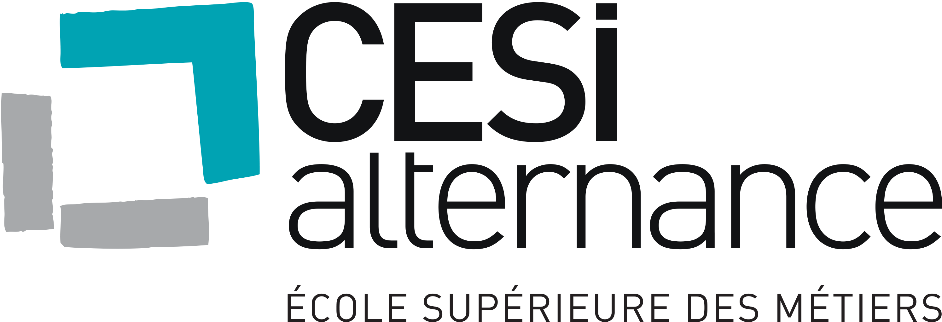 CESi
alternance
ÉCOLE SUPÉRIEURE DES MÉTIERS